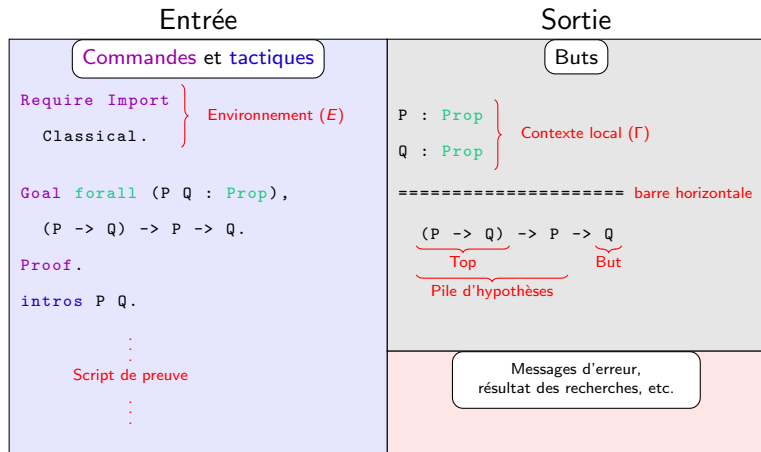 Entrée
Commandes et tactiques
Require Import
Classical.
Environnement (E)
Goal forall (P Q : Prop),
(P -> Q) -> P -> Q.
Proof.
intros P Q.
Script de preuve
Sortie
Buts
P : Prop
Q : Prop
Contexte local (Γ)
===================== barre horizontale
(P -> Q) -> P -> Q
Top
But
Pile d'hypothèses
Messages d'erreur,
résultat des recherches, etc.